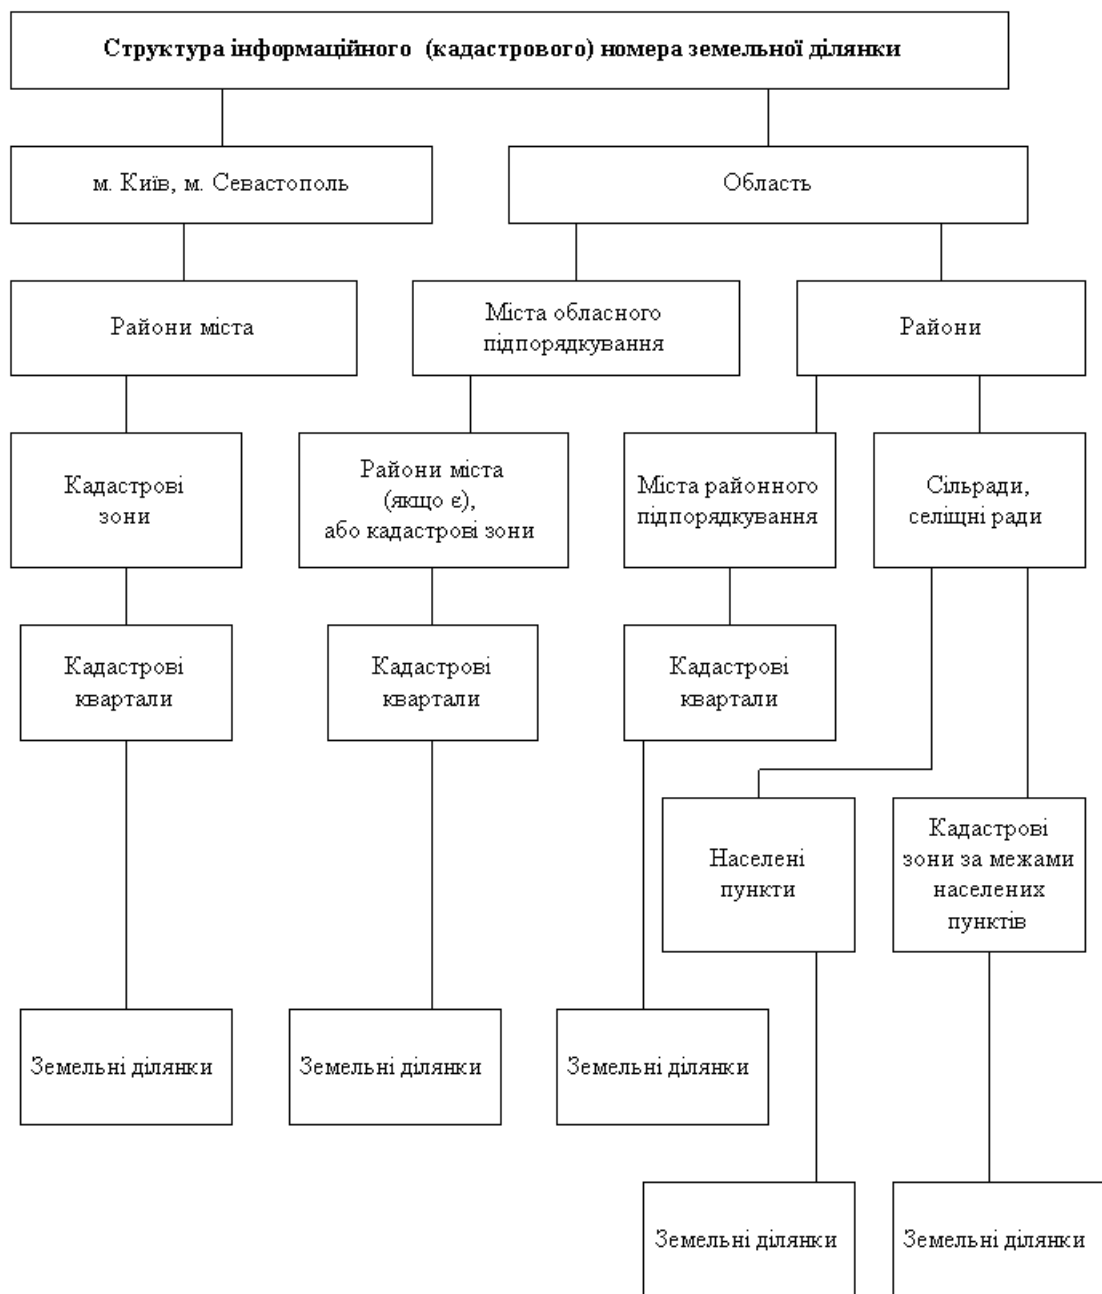 Структура інформаційного (кадастрового) номера земельної ділянки
м. Київ, м. Севастополь
Область
Райони міста
Міста обласного
підпорядкування
Райони
Кадастрові
зони
Райони міста
(якщо є),
або кадастрові зони
Міста районного
підпорядкування
Сільради,
селіщні ради
Кадастрові
квартали
Кадастрові
квартали
Кадастрові
квартали
Населені
пункти
Кадастрові
зони за межами
населених
пунктів
Земельні ділянки
Земельні ділянки
Земельні ділянки
Земельні ділянки
Земельні ділянки